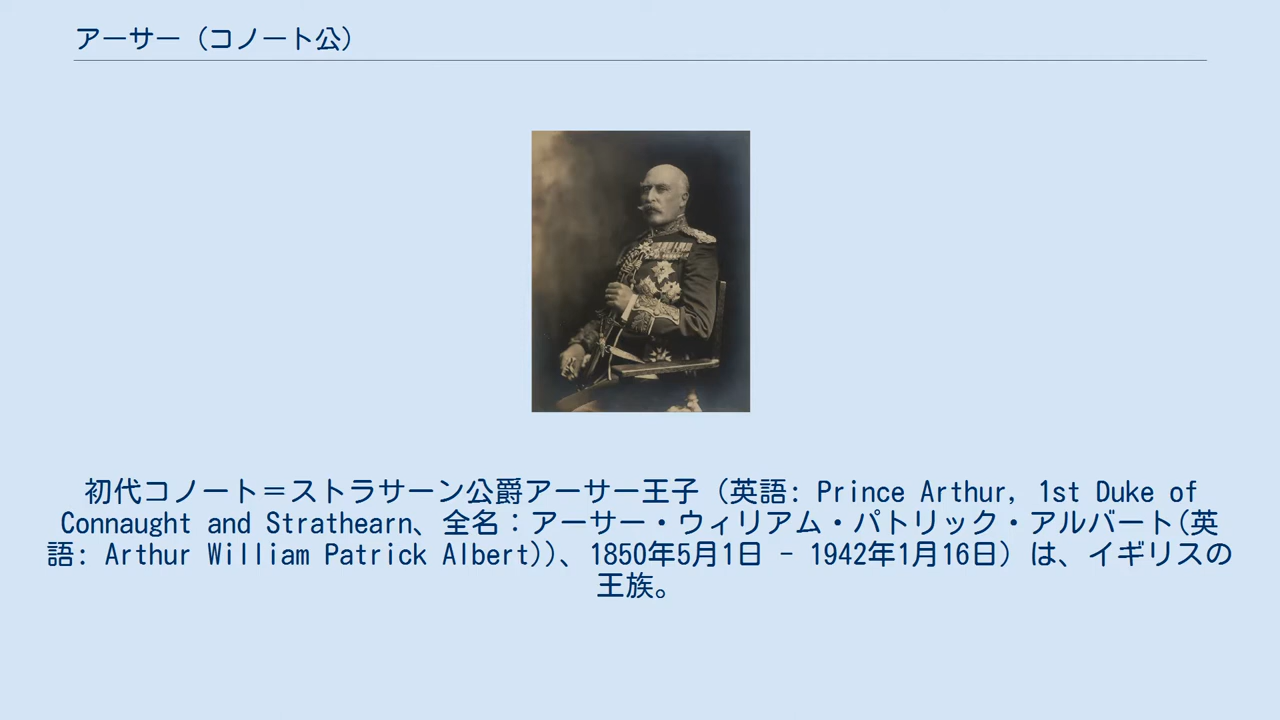 アーサー（コノート公）
初代コノート＝ストラサーン公爵アーサー王子（英語: Prince Arthur, 1st Duke of
Connaught and Strathearn、全名：アーサー・ウィリアム・パトリック・アルバート(英
語: Arthur William Patrick Albert))、1850年5月1日 - 1942年1月16日）は、イギリスの
王族。